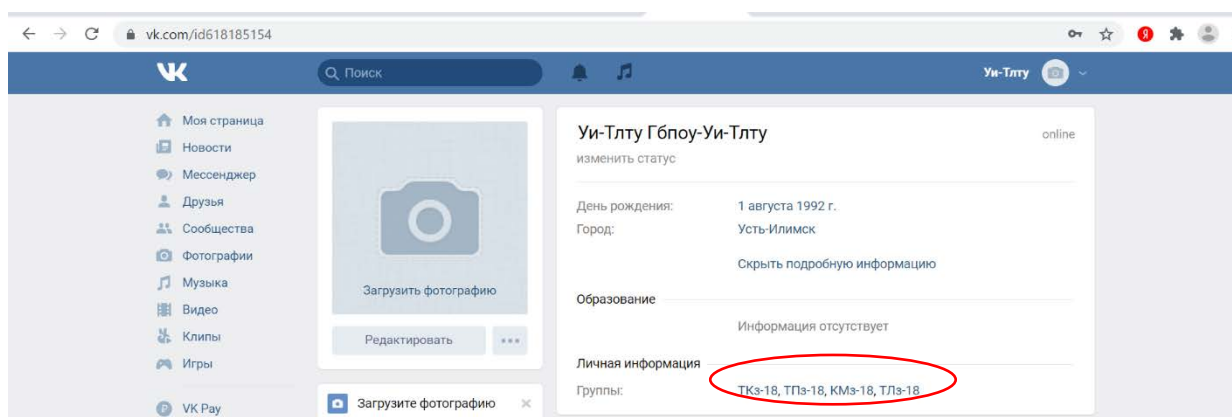 vk.com/id618185154
Поиск
Уи-Тлту
Моя страница
Новости
Мессенджер
Друзья
Сообщества
Фотографии
Музыка
Видео
Клипы
Игры
VK Pay
Загрузить фотографию
Редактировать
Загрузите фотографию
Уи-Тлту Гбпоу-Уи-Тлту
online
изменить статус
День рождения: 1 августа 1992 г.
Город: Усть-Илимск
Скрыть подробную информацию
Образование
Информация отсутствует
Личная информация
Группы: ТКз-18, ТПз-18, КМз-18, ТЛз-18